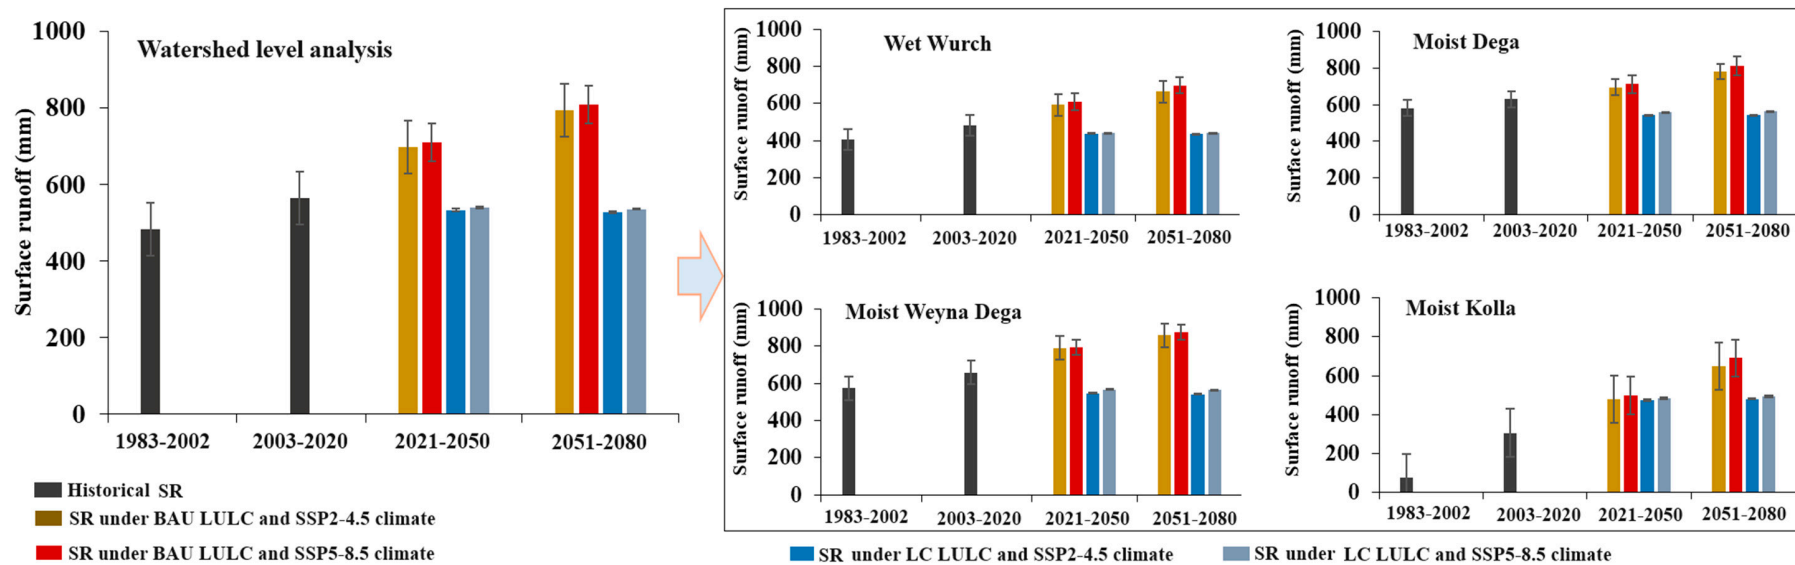 Watershed level analysis
Surface runoff (mm)
1000
800
600
400
200
0
1983-2002 2003-2020 2021-2050 2051-2080
Historical SR
SR under BAU LULC and SSP2-4.5 climate
SR under BAU LULC and SSP5-8.5 climate
Wet Wurch
Surface runoff (mm)
1000
800
600
400
200
0
1983-2002 2003-2020 2021-2050 2051-2080
Moist Dega
Surface runoff (mm)
1000
800
600
400
200
0
1983-2002 2003-2020 2021-2050 2051-2080
Moist Weyna Dega
Surface runoff (mm)
1000
800
600
400
200
0
1983-2002 2003-2020 2021-2050 2051-2080
Moist Kolla
Surface runoff (mm)
1000
800
600
400
200
0
1983-2002 2003-2020 2021-2050 2051-2080
SR under LC LULC and SSP2-4.5 climate
SR under LC LULC and SSP5-8.5 climate